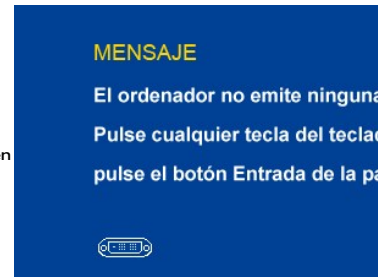 MENSAJE
El ordenador no emite ninguna
Pulse cualquier tecla del
pulse el botón Entrada de la